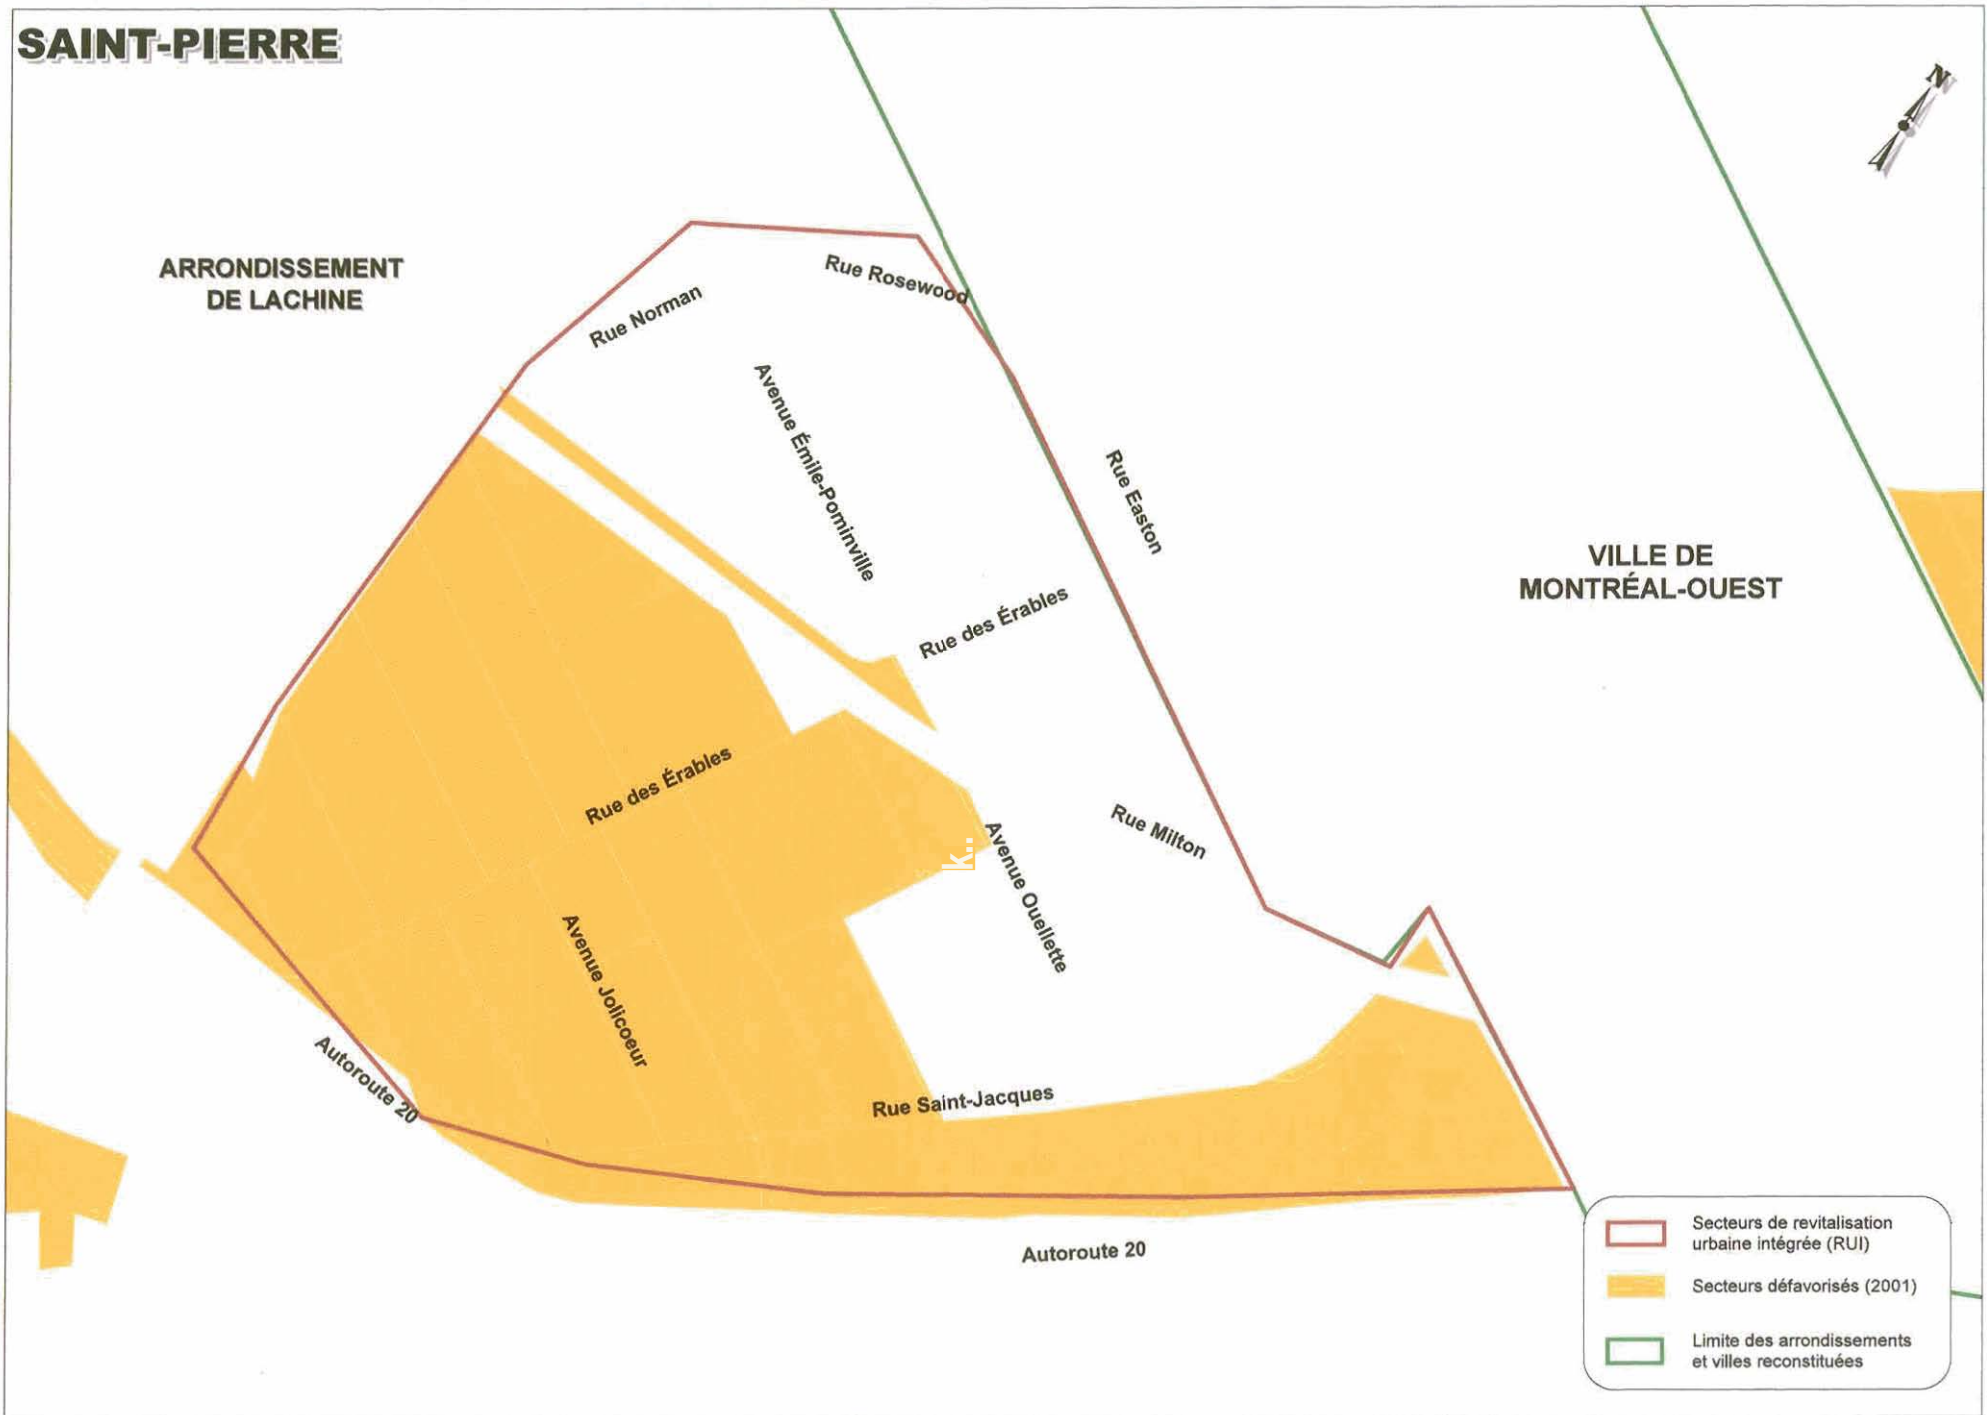 SAINT-PIERRE
N
ARRONDISSEMENT
DE LACHINE
Rue Rosewood
Rue Norman
Avenue Émile-Pominville
Rue Easton
VILLE DE
MONTRÉAL-OUEST
Rue des Érables
Rue des Érables
Rue Milton
Avenue Ouellette
k...
Avenue Jolicoeur
Autoroute 20
Rue Saint-Jacques
Autoroute 20
Secteurs de revitalisation
urbaine intégrée (RUI)
Secteurs défavorisés (2001)
Limite des arrondissements
et villes reconstituées